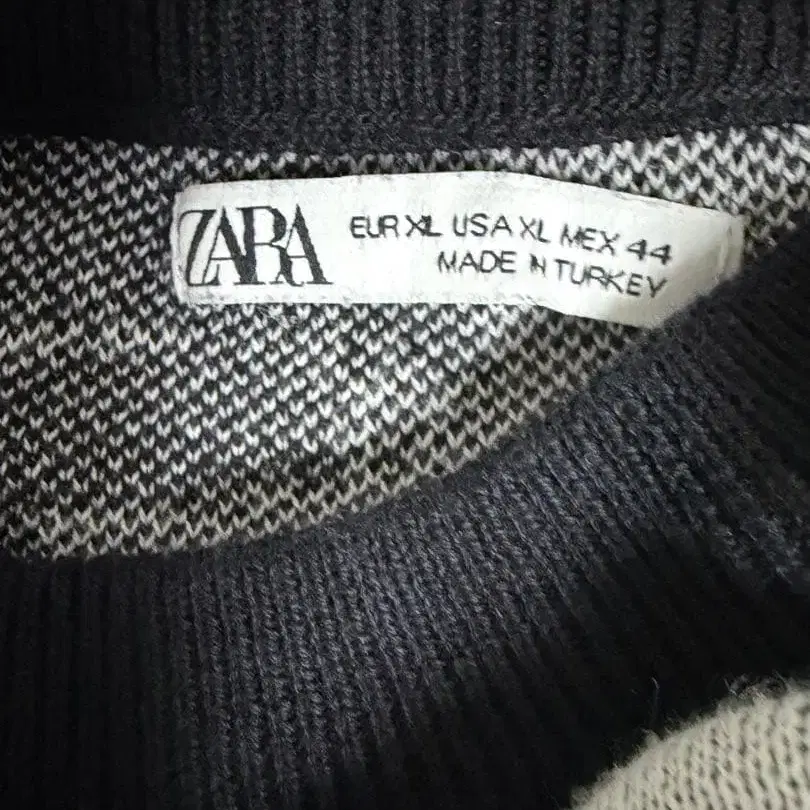 ZARA
EUR XL USA XL MEX 44
MADE IN TURKEY